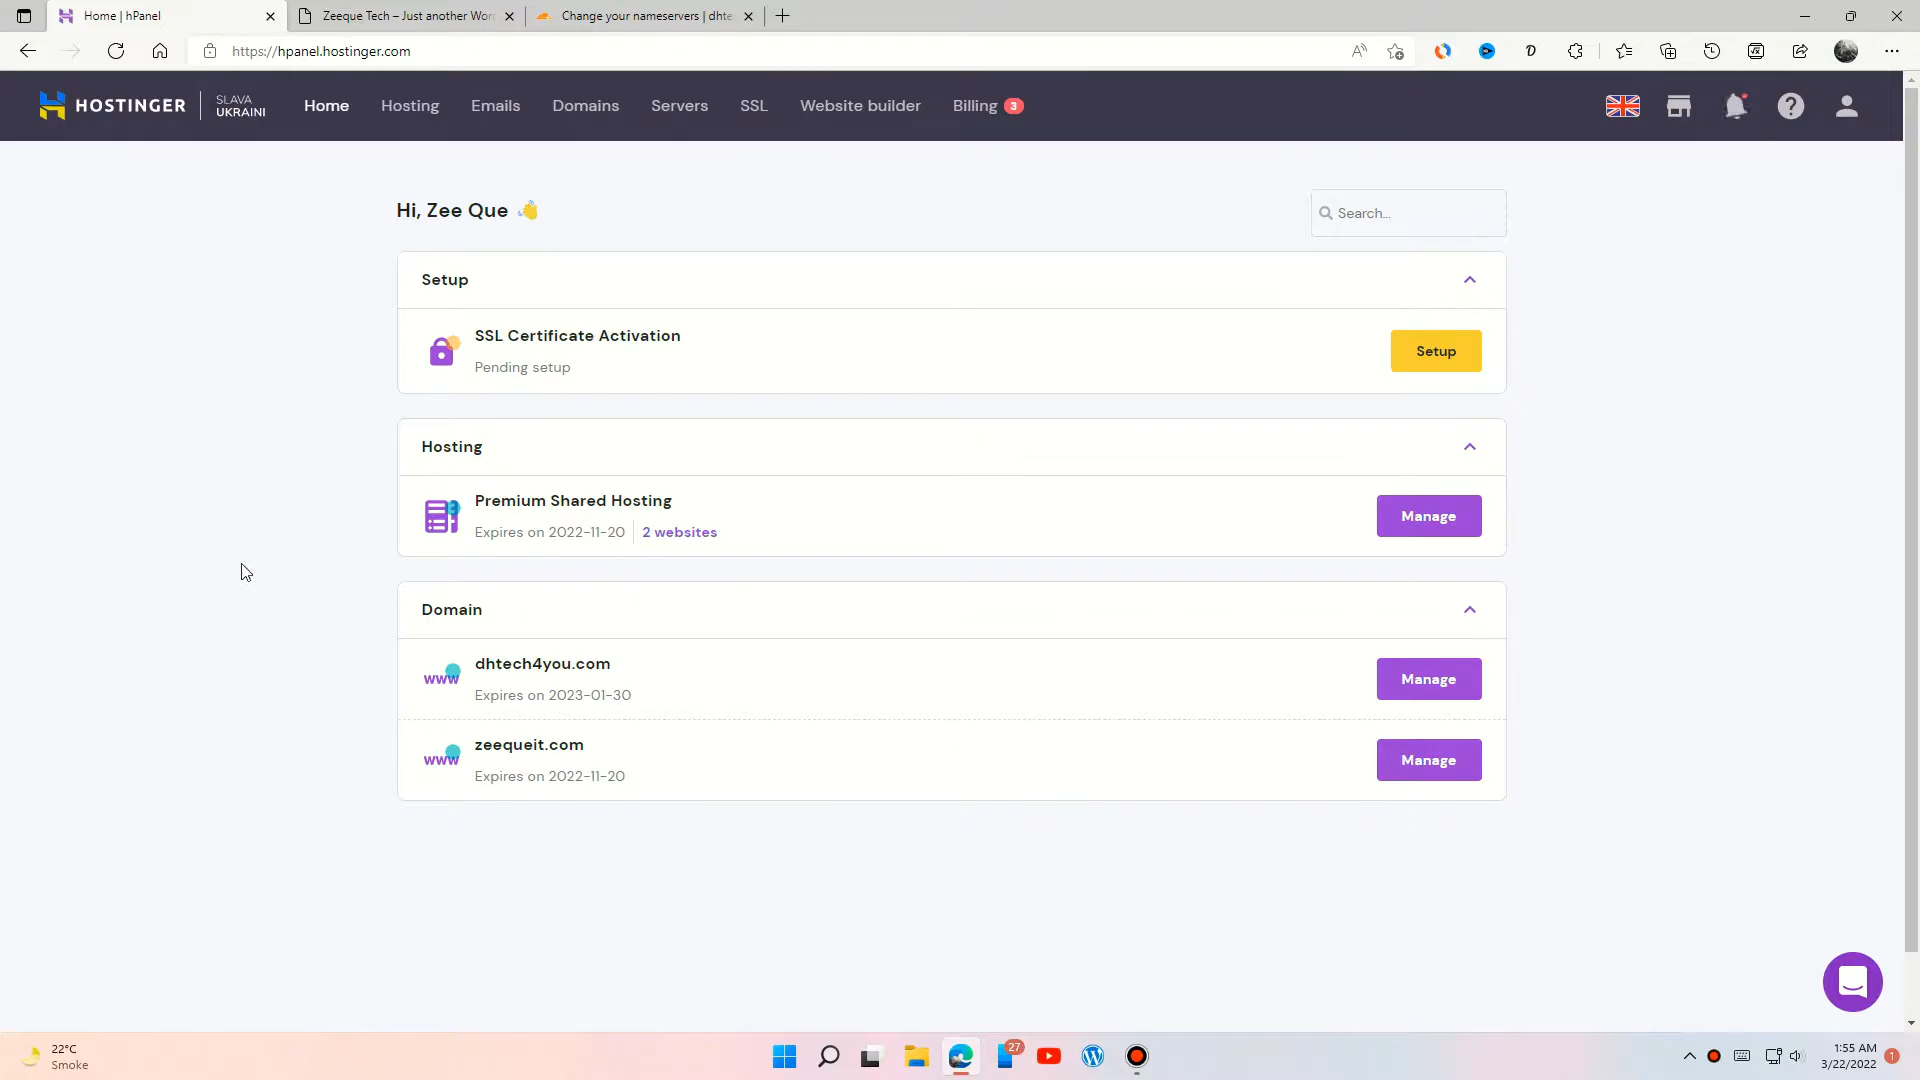 Home | hPanel
Zeeque Tech – Just another Wor
Change your nameservers | dhte
https://hpanel.hostinger.com
HOSTINGER
SLAVA
UKRAINI
Home
Hosting
Emails
Domains
Servers
SSL
Website builder
Billing 3
Hi, Zee Que
Search...
Setup
SSL Certificate Activation
Pending setup
Setup
Hosting
Premium Shared Hosting
Expires on 2022-11-20
2 websites
Manage
Domain
dhtech4you.com
Expires on 2023-01-30
Manage
zeequeit.com
Expires on 2022-11-20
Manage
22°C
Smoke
27
1:55 AM
3/22/2022
1